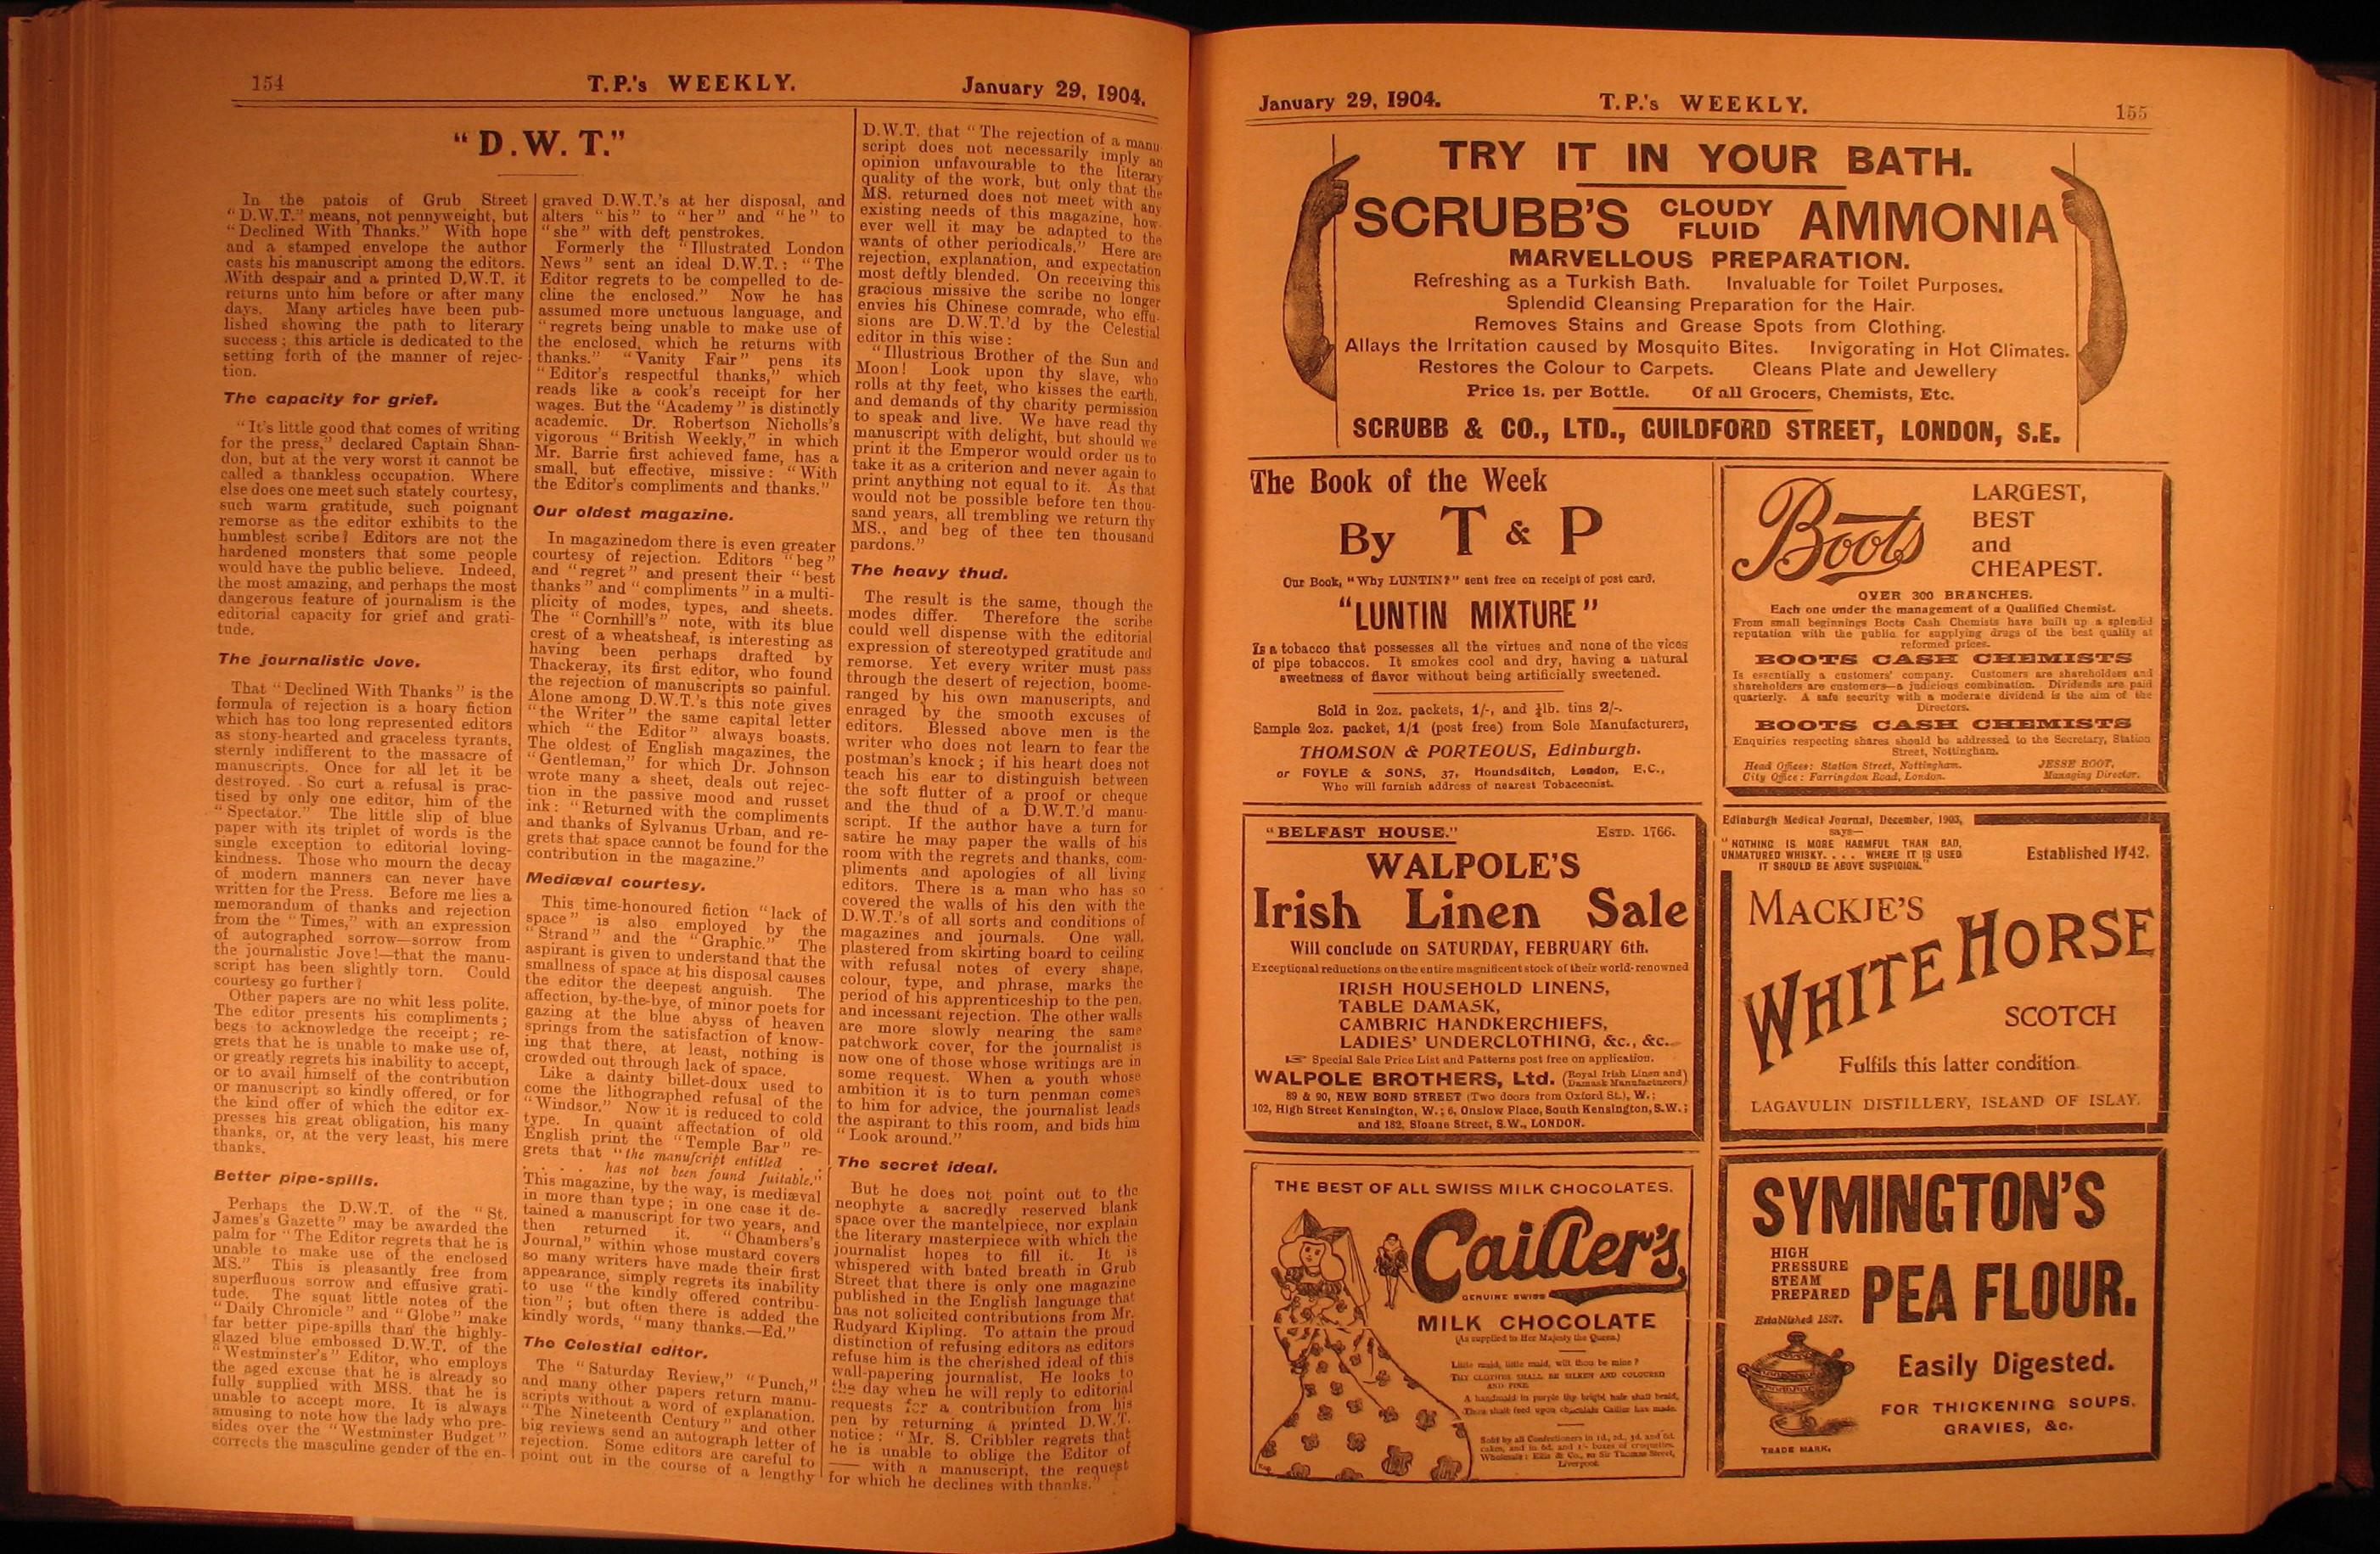 154
T.P.'s WEEKLY.
January 29, 1904.
"D.W.T."
In the patois of Grub Street
"D.W.T." means, not pennyweight, but
"Declined With Thanks." With hope
and a stamped envelope the author
casts his manuscript among the editors.
With despair and a printed D.W.T. it
returns unto him before or after many
days. Many articles have been pub-
lished showing the path to literary
success; this article is dedicated to the
setting forth of the manner of rejec-
tion.
The capacity for grief.
"It's little good that comes of writing
for the press," declared Captain Shan-
don, but at the very worst it cannot be
called a thankless occupation. Where
else does one meet such stately courtesy,
such warm gratitude, such poignant
remorse as the editor exhibits to the
humblest scribe? Editors are not the
hardened monsters that some people
would have the public believe. Indeed,
the most amazing, and perhaps the most
dangerous feature of journalism is the
editorial capacity for grief and grati-
tude.
The journalistic Jove.
That "Declined With Thanks" is the
formula of rejection is a hoary fiction
which has too long represented editors
as stony-hearted and graceless tyrants,
sternly indifferent to the massacre of
manuscripts. Once for all let it be
destroyed. So curt a refusal is prac-
tised by only one editor, him of the
"Spectator." The little slip of blue
paper with its triplet of words is the
single exception to editorial loving-
kindness. Those who mourn the decay
of modern manners can never have
written for the Press. Before me lies a
memorandum of thanks and rejection
from the "Times," with an expression
of autographed sorrow—sorrow from
the journalistic Jove!—that the manu-
script has been slightly torn. Could
courtesy go further?
Other papers are no whit less polite.
The editor presents his compliments;
begs to acknowledge the receipt; re-
grets that he is unable to make use of,
or greatly regrets his inability to accept,
or to avail himself of the contribution
or manuscript so kindly offered, or for
the kind offer of which the editor ex-
presses his great obligation, his many
thanks, or, at the very least, his mere
thanks.
Better pipe-spills.
Perhaps the D.W.T. of the "St.
James's Gazette" may be awarded the
palm for "The Editor regrets that he is
unable to make use of the enclosed
MS." This is pleasantly free from
superfluous sorrow and effusive grati-
tude. The squat little notes of the
"Daily Chronicle" and "Globe" make
far better pipe-spills than the highly-
glazed blue embossed D.W.T. of the
"Westminster's" Editor, who employs
the aged excuse that he is already so
fully supplied with MSS. that he is
unable to accept more. It is always
amusing to note how the lady who pre-
sides over the "Westminster Budget"
corrects the masculine gender of the en-
graved D.W.T.'s at her disposal, and
alters "his" to "her" and "he" to
"she" with deft penstrokes.
Formerly the "Illustrated London
News" sent an ideal D.W.T.: "The
Editor regrets to be compelled to de-
cline the enclosed." Now he has
assumed more unctuous language, and
"regrets being unable to make use of
the enclosed, which he returns with
thanks." "Vanity Fair" pens its
"Editor's respectful thanks," which
reads like a cook's receipt for her
wages. But the "Academy" is distinctly
academic. Dr. Robertson Nicholls's
vigorous "British Weekly," in which
Mr. Barrie first achieved fame, has a
small, but effective, missive: "With
the Editor's compliments and thanks."
Our oldest magazine.
In magazinedom there is even greater
courtesy of rejection. Editors "beg"
and "regret" and present their "best
thanks" and "compliments" in a multi-
plicity of modes, types, and sheets.
The "Cornhill's" note, with its blue
crest of a wheatsheaf, is interesting as
having been perhaps drafted by
Thackeray, its first editor, who found
the rejection of manuscripts so painful.
Alone among D.W.T.'s this note gives
"the Writer" the same capital letter
which "the Editor" always boasts.
The oldest of English magazines, the
"Gentleman," for which Dr. Johnson
wrote many a sheet, deals out rejec-
tion in the passive mood and russet
ink: "Returned with the compliments
and thanks of Sylvanus Urban, and re-
grets that space cannot be found for the
contribution in the magazine."
Mediæval courtesy.
This time-honoured fiction "lack of
space" is also employed by the
"Strand" and the "Graphic." The
aspirant is given to understand that the
smallness of space at his disposal causes
the editor the deepest anguish. The
affection, by-the-bye, of minor poets for
gazing at the blue abyss of heaven
springs from the satisfaction of know-
ing that there, at least, nothing is
crowded out through lack of space.
Like a dainty billet-doux used to
come the lithographed refusal of the
"Windsor." Now it is reduced to cold
type. In quaint affectation of old
English print the "Temple Bar" re-
grets that "the manuſcript entitled . .
. . . . has not been found ſuitable."
This magazine, by the way, is mediæval
in more than type; in one case it de-
tained a manuscript for two years, and
then returned it. "Chambers's
Journal," within whose mustard covers
so many writers have made their first
appearance, simply regrets its inability
to use "the kindly offered contribu-
tion"; but often there is added the
kindly words, "many thanks.—Ed."
The Celestial editor.
The "Saturday Review," "Punch,"
and many other papers return manu-
scripts without a word of explanation.
"The Nineteenth Century" and other
big reviews send an autograph letter of
rejection. Some editors are careful to
point out in the course of a lengthy
D.W.T. that "The rejection of a manu-
script does not necessarily imply an
opinion unfavourable to the literary
quality of the work, but only that the
MS. returned does not meet with any
existing needs of this magazine, how-
ever well it may be adapted to the
wants of other periodicals." Here are
rejection, explanation, and expectation
most deftly blended. On receiving this
gracious missive the scribe no longer
envies his Chinese comrade, who effu-
sions are D.W.T.'d by the Celestial
editor in this wise:
"Illustrious Brother of the Sun and
Moon! Look upon thy slave, who
rolls at thy feet, who kisses the earth,
and demands of thy charity permission
to speak and live. We have read thy
manuscript with delight, but should we
print it the Emperor would order us to
take it as a criterion and never again to
print anything not equal to it. As that
would not be possible before ten thou-
sand years, all trembling we return thy
MS., and beg of thee ten thousand
pardons."
The heavy thud.
The result is the same, though the
modes differ. Therefore the scribe
could well dispense with the editorial
expression of stereotyped gratitude and
remorse. Yet every writer must pass
through the desert of rejection, boome-
ranged by his own manuscripts, and
enraged by the smooth excuses of
editors. Blessed above men is the
writer who does not learn to fear the
postman's knock; if his heart does not
teach his ear to distinguish between
the soft flutter of a proof or cheque
and the thud of a D.W.T.'d manu-
script. If the author have a turn for
satire he may paper the walls of his
room with the regrets and thanks, com-
pliments and apologies of all living
editors. There is a man who has so
covered the walls of his den with the
D.W.T.'s of all sorts and conditions of
magazines and journals. One wall,
plastered from skirting board to ceiling
with refusal notes of every shape,
colour, type, and phrase, marks the
period of his apprenticeship to the pen,
and incessant rejection. The other walls
are more slowly nearing the same
patchwork cover, for the journalist is
now one of those whose writings are in
some request. When a youth whose
ambition it is to turn penman comes
to him for advice, the journalist leads
the aspirant to this room, and bids him
"Look around."
The secret ideal.
But he does not point out to the
neophyte a sacredly reserved blank
space over the mantelpiece, nor explain
the literary masterpiece with which the
journalist hopes to fill it. It is
whispered with bated breath in Grub
Street that there is only one magazine
published in the English language that
has not solicited contributions from Mr.
Rudyard Kipling. To attain the proud
distinction of refusing editors as editors
refuse him is the cherished ideal of this
wall-papering journalist. He looks to
the day when he will reply to editorial
requests for a contribution from his
pen by returning a printed D.W.T.
notice: "Mr. S. Cribbler regrets that
he is unable to oblige the Editor of
—— with a manuscript, the request
for which he declines with thanks."
January 29, 1904.
T.P.'s WEEKLY.
155
TRY IT IN YOUR BATH.
SCRUBB'S CLOUDY FLUID AMMONIA
MARVELLOUS PREPARATION.
Refreshing as a Turkish Bath. Invaluable for Toilet Purposes.
Splendid Cleansing Preparation for the Hair.
Removes Stains and Grease Spots from Clothing.
Allays the Irritation caused by Mosquito Bites. Invigorating in Hot Climates.
Restores the Colour to Carpets. Cleans Plate and Jewellery
Price 1s. per Bottle. Of all Grocers, Chemists, Etc.
SCRUBB & CO., LTD., GUILDFORD STREET, LONDON, S.E.
The Book of the Week
By T & P
Our Book, "Why LUNTIN?" sent free on receipt of post card.
"LUNTIN MIXTURE"
Is a tobacco that possesses all the virtues and none of the vices
of pipe tobaccos. It smokes cool and dry, having a natural
sweetness of flavor without being artificially sweetened.
Sold in 2oz. packets, 1/-, and ¼lb. tins 2/-.
Sample 2oz. packet, 1/1 (post free) from Sole Manufacturers,
THOMSON & PORTEOUS, Edinburgh.
or FOYLE & SONS, 37, Houndsditch, London, E.C.,
Who will furnish address of nearest Tobacconist.
Boots
LARGEST,
BEST
and
CHEAPEST.
OVER 300 BRANCHES.
Each one under the management of a Qualified Chemist.
From small beginnings Boots Cash Chemists have built up a splendid
reputation with the public for supplying drugs of the best quality at
reformed prices.
BOOTS CASH CHEMISTS
Is essentially a customers' company. Customers are shareholders and
shareholders are customers—a judicious combination. Dividends are paid
quarterly. A safe security with a moderate dividend is the aim of the
Directors.
BOOTS CASH CHEMISTS
Enquiries respecting shares should be addressed to the Secretary, Station
Street, Nottingham.
Head Offices: Station Street, Nottingham.
City Office: Farringdon Road, London.
JESSE BOOT,
Managing Director.
"BELFAST HOUSE."
ESTD. 1766.
WALPOLE'S
Irish Linen Sale
Will conclude on SATURDAY, FEBRUARY 6th.
Exceptional reductions on the entire magnificent stock of their world-renowned
IRISH HOUSEHOLD LINENS,
TABLE DAMASK,
CAMBRIC HANDKERCHIEFS,
LADIES' UNDERCLOTHING, &c., &c.
☞ Special Sale Price List and Patterns post free on application.
WALPOLE BROTHERS, Ltd. (Royal Irish Linen and Damask Manufacturers)
89 & 90, NEW BOND STREET (Two doors from Oxford St.), W.;
102, High Street Kensington, W.; 6, Onslow Place, South Kensington, S.W.;
and 182, Sloane Street, S.W., LONDON.
Edinburgh Medical Journal, December, 1903,
says—
"NOTHING IS MORE HARMFUL THAN BAD,
UNMATURED WHISKY. . . . WHERE IT IS USED
IT SHOULD BE ABOVE SUSPICION."
Established 1742.
MACKIE'S
WHITE HORSE
SCOTCH
Fulfils this latter condition.
LAGAVULIN DISTILLERY, ISLAND OF ISLAY.
THE BEST OF ALL SWISS MILK CHOCOLATES.
Cailler's
GENUINE SWISS
MILK CHOCOLATE
(As supplied to Her Majesty the Queen.)
Little maid, little maid, will thou be mine?
THY CLOTHES SHALL BE SILKEN AND COLOURED
AND FINE.
A handmaid in purple thy bright hair shall braid,
Thou shalt feed upon chocolate Cailler has made.
Sold by all Confectioners in 1d., 2d., 3d. and 6d.
cakes, and in 6d. and 1/- boxes of croquettes.
Wholesale: Ellis & Co., 20 Sir Thomas Street,
Liverpool.
SYMINGTON'S
HIGH
PRESSURE
STEAM
PREPARED
PEA FLOUR.
Established 1827.
Easily Digested.
FOR THICKENING SOUPS,
GRAVIES, &c.
TRADE MARK.